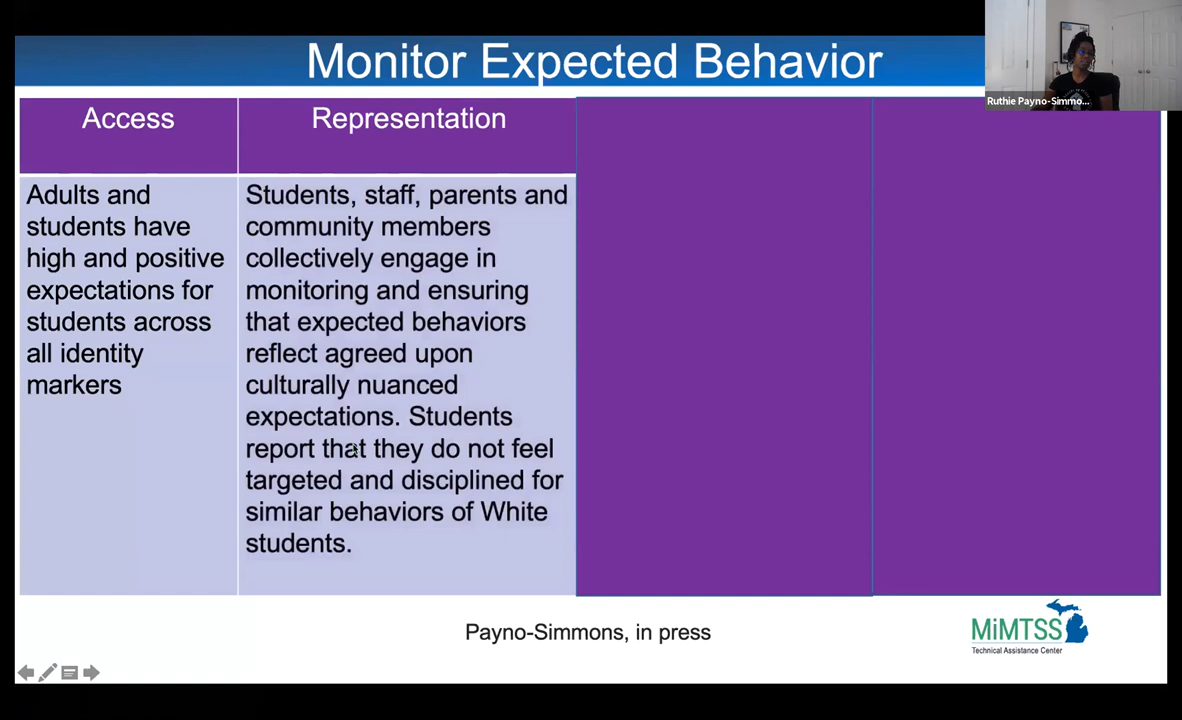 Monitor Expected Behavior
Ruthie Payno-Simmo...
Access
Representation
Adults and
students have
high and positive
expectations for
students across
all identity
markers
Students, staff, parents and
community members
collectively engage in
monitoring and ensuring
that expected behaviors
reflect agreed upon
culturally nuanced
expectations. Students
report that they do not feel
targeted and disciplined for
similar behaviors of White
students.
Payno-Simmons, in press
MiMTSS
Technical Assistance Center